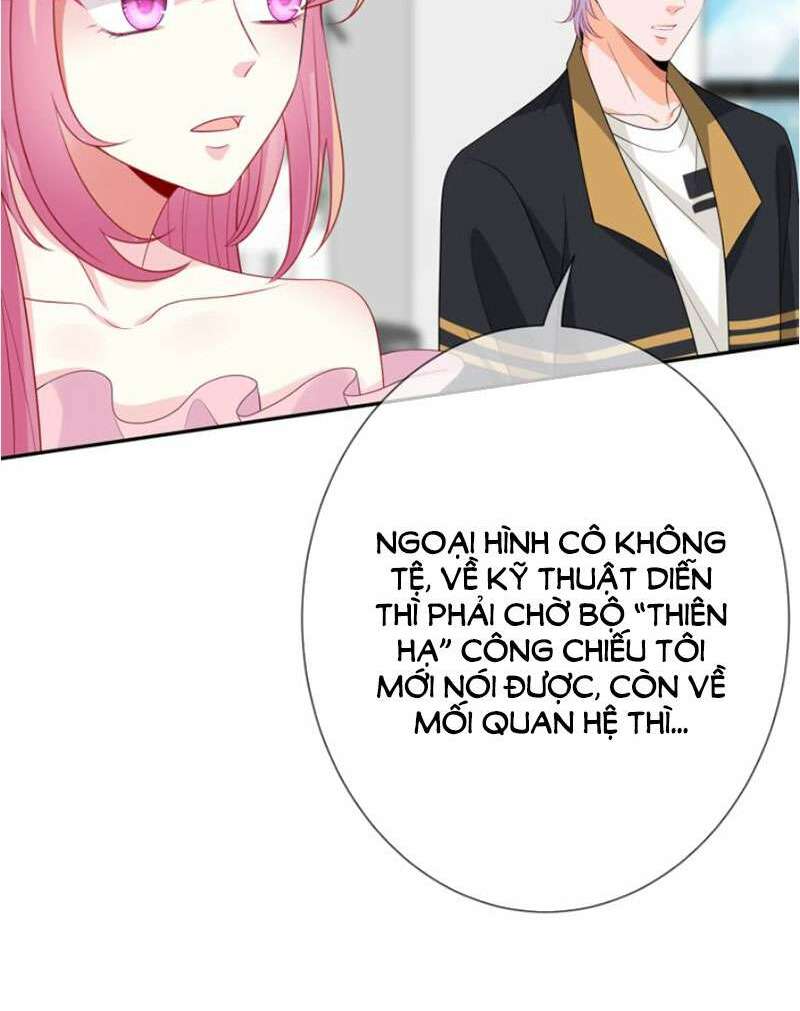 NGOẠI HÌNH CÔ KHÔNG
TỆ, VỀ KỸ THUẬT DIỄN
THÌ PHẢI CHỜ BỘ “THIÊN
HẠ” CÔNG CHIẾU TÔI
MỚI NÓI ĐƯỢC, CÒN VỀ
MỐI QUAN HỆ THÌ...